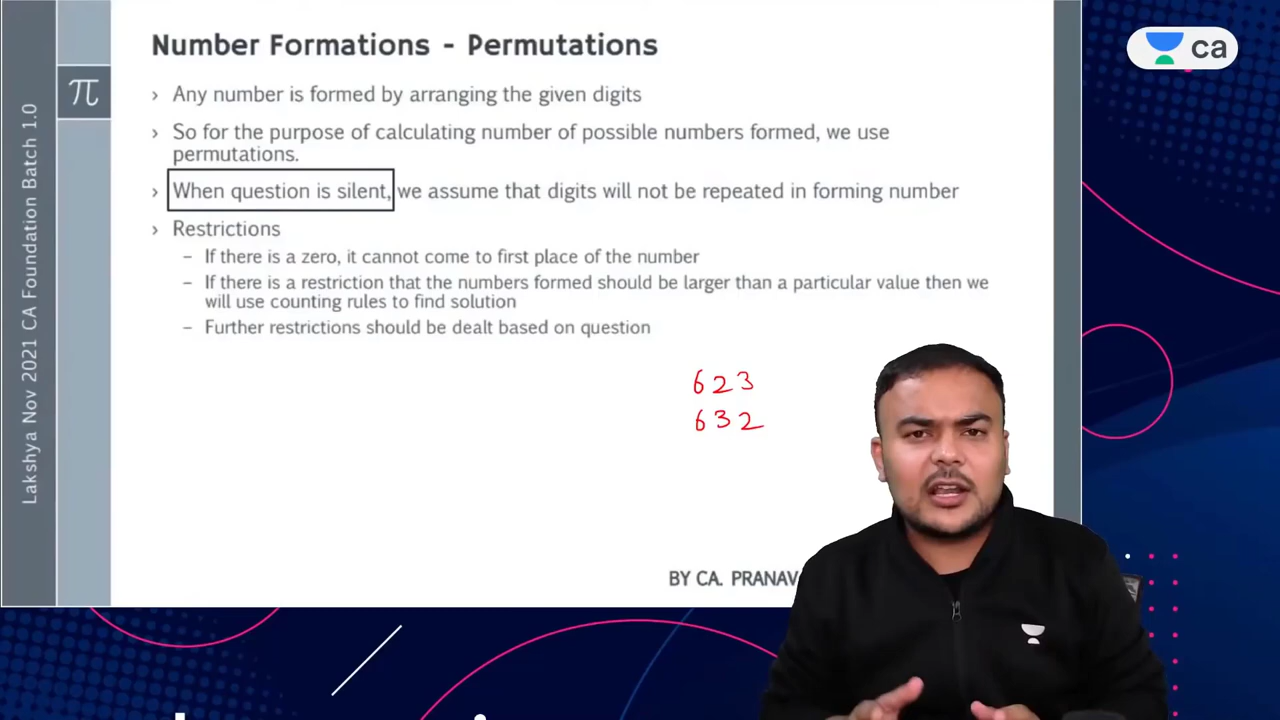 Number Formations - Permutations
ca
π
› Any number is formed by arranging the given digits
› So for the purpose of calculating number of possible numbers formed, we use
permutations.
› When question is silent, we assume that digits will not be repeated in forming number
› Restrictions
– If there is a zero, it cannot come to first place of the number
– If there is a restriction that the numbers formed should be larger than a particular value then we
will use counting rules to find solution
– Further restrictions should be dealt based on question
623
632
BY CA. PRANAV
Lakshya Nov 2021 CA Foundation Batch 1.0